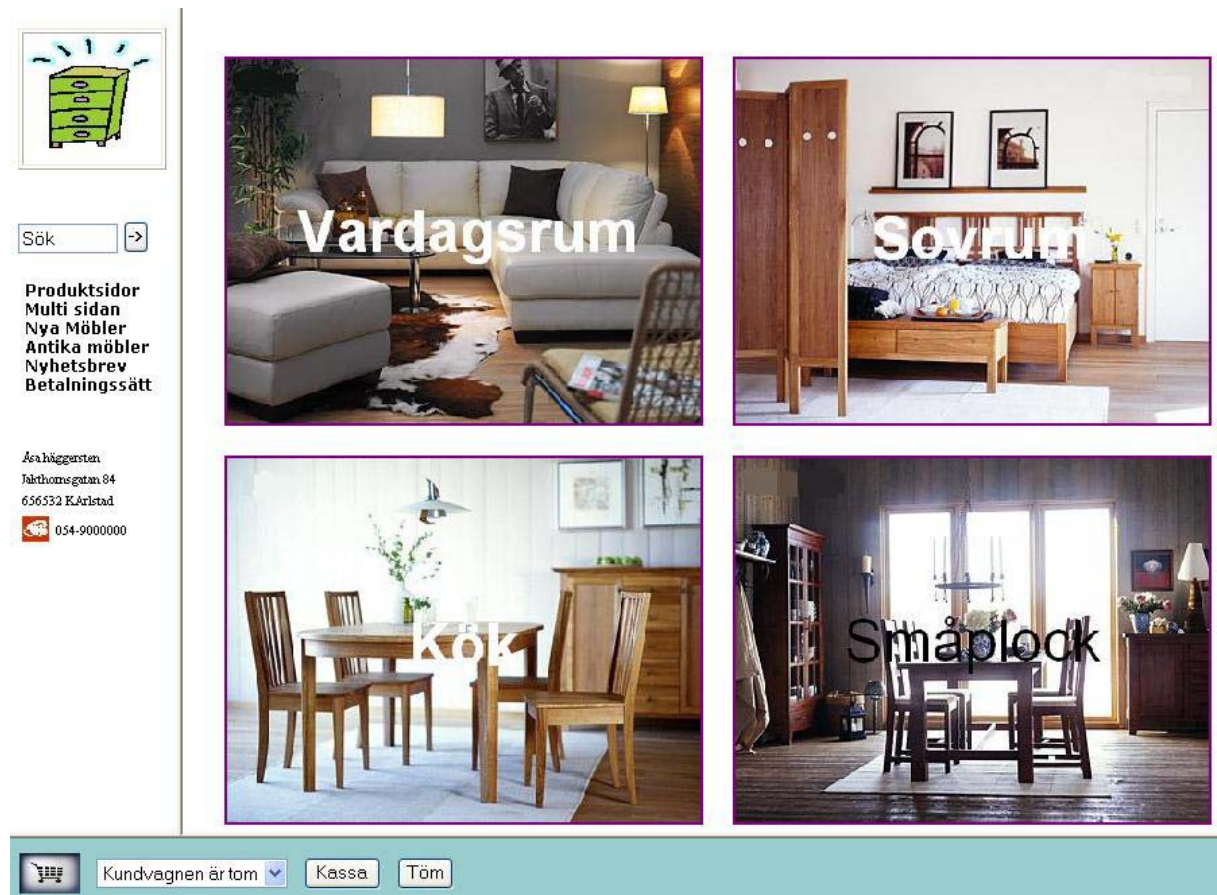 Sök ->
Produktsidor
Multi sidan
Nya Möbler
Antika möbler
Nyhetsbrev
Betalningssätt
Åsa häggersten
Jakthornsgatan 84
656532 KArlstad
054-9000000
Vardagsrum
Sovrum
Kök
Småplock
Kundvagnen är tom Kassa Töm